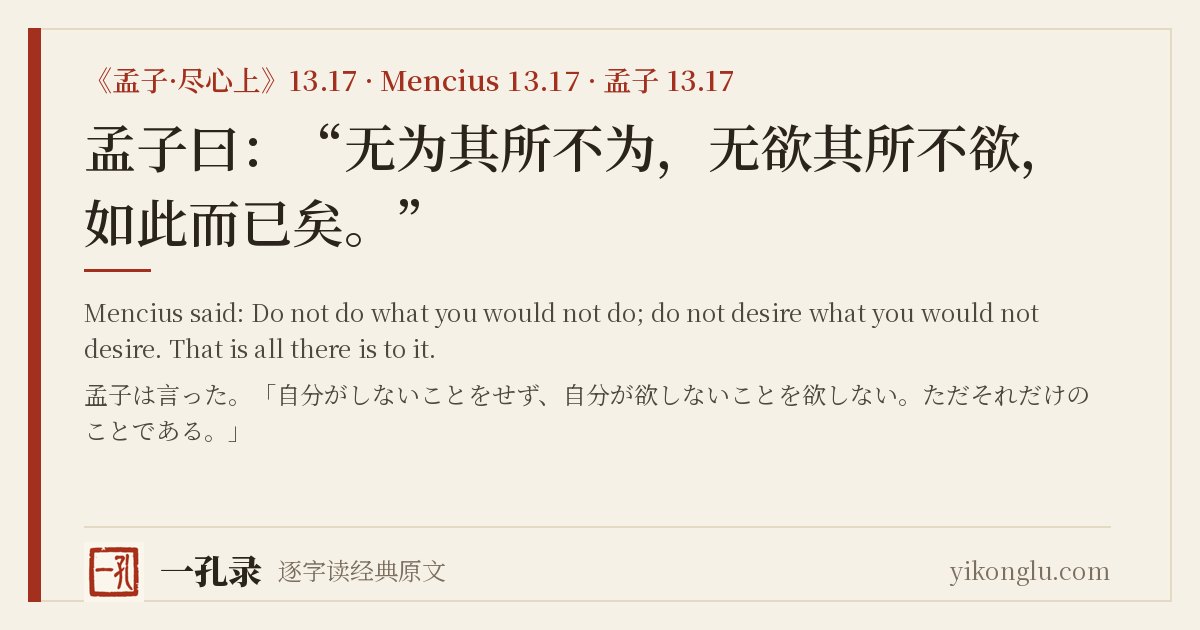 《孟子·尽心上》13.17 · Mencius 13.17 · 孟子 13.17
孟子曰：“无为其所不为，无欲其所不欲，
如此而已矣。”
Mencius said: Do not do what you would not do; do not desire what you would not
desire. That is all there is to it.
孟子は言った。「自分がしないことをせず、自分が欲しないことを欲しない。ただそれだけの
ことである。」
一孔
一孔录 逐字读经典原文
yikonglu.com